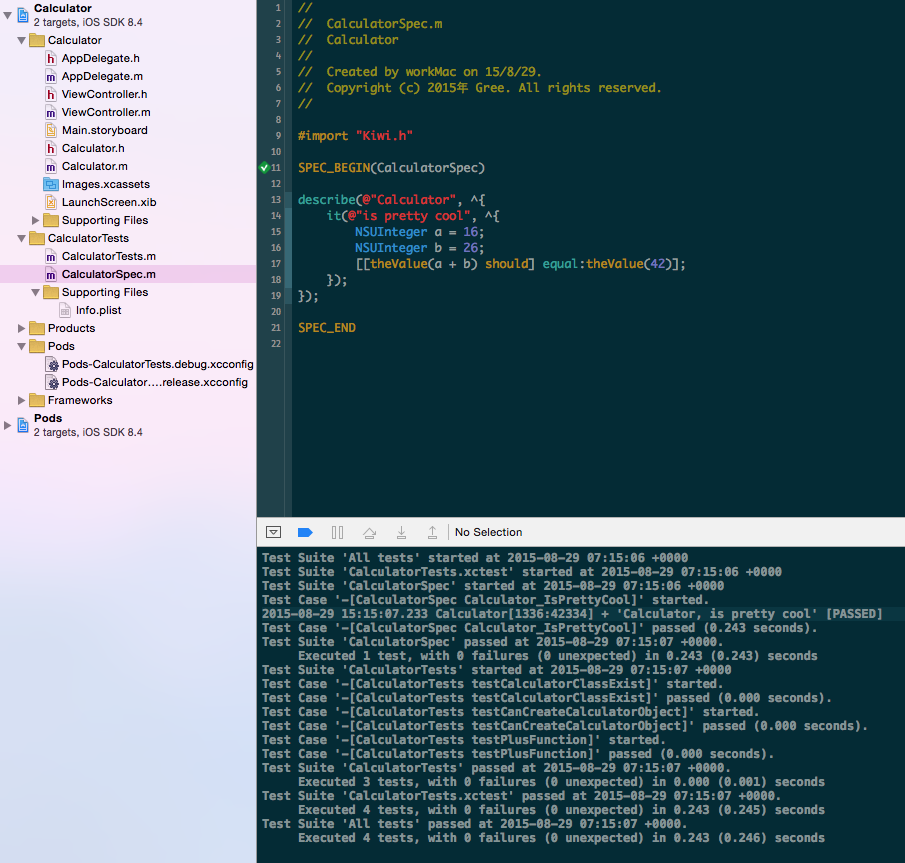 Calculator
2 targets, iOS SDK 8.4
Calculator
AppDelegate.h
AppDelegate.m
ViewController.h
ViewController.m
Main.storyboard
Calculator.h
Calculator.m
Images.xcassets
LaunchScreen.xib
Supporting Files
CalculatorTests
CalculatorTests.m
CalculatorSpec.m
Supporting Files
Info.plist
Products
Pods
Pods-CalculatorTests.debug.xcconfig
Pods-Calculator....release.xcconfig
Frameworks
Pods
2 targets, iOS SDK 8.4
1 //
2 //  CalculatorSpec.m
3 //  Calculator
4 //
5 //  Created by workMac on 15/8/29.
6 //  Copyright (c) 2015年 Gree. All rights reserved.
7 //
8
9 #import "Kiwi.h"
10
11 SPEC_BEGIN(CalculatorSpec)
12
13 describe(@"Calculator", ^{
14     it(@"is pretty cool", ^{
15         NSUInteger a = 16;
16         NSUInteger b = 26;
17         [[theValue(a + b) should] equal:theValue(42)];
18     });
19 });
20
21 SPEC_END
22
No Selection
Test Suite 'All tests' started at 2015-08-29 07:15:06 +0000
Test Suite 'CalculatorTests.xctest' started at 2015-08-29 07:15:06 +0000
Test Suite 'CalculatorSpec' started at 2015-08-29 07:15:06 +0000
Test Case '-[CalculatorSpec Calculator_IsPrettyCool]' started.
2015-08-29 15:15:07.233 Calculator[1336:42334] + 'Calculator, is pretty cool' [PASSED]
Test Case '-[CalculatorSpec Calculator_IsPrettyCool]' passed (0.243 seconds).
Test Suite 'CalculatorSpec' passed at 2015-08-29 07:15:07 +0000.
Executed 1 test, with 0 failures (0 unexpected) in 0.243 (0.243) seconds
Test Suite 'CalculatorTests' started at 2015-08-29 07:15:07 +0000
Test Case '-[CalculatorTests testCalculatorClassExist]' started.
Test Case '-[CalculatorTests testCalculatorClassExist]' passed (0.000 seconds).
Test Case '-[CalculatorTests testCanCreateCalculatorObject]' started.
Test Case '-[CalculatorTests testCanCreateCalculatorObject]' passed (0.000 seconds).
Test Case '-[CalculatorTests testPlusFunction]' started.
Test Case '-[CalculatorTests testPlusFunction]' passed (0.000 seconds).
Test Suite 'CalculatorTests' passed at 2015-08-29 07:15:07 +0000.
Executed 3 tests, with 0 failures (0 unexpected) in 0.000 (0.001) seconds
Test Suite 'CalculatorTests.xctest' passed at 2015-08-29 07:15:07 +0000.
Executed 4 tests, with 0 failures (0 unexpected) in 0.243 (0.245) seconds
Test Suite 'All tests' passed at 2015-08-29 07:15:07 +0000.
Executed 4 tests, with 0 failures (0 unexpected) in 0.243 (0.246) seconds